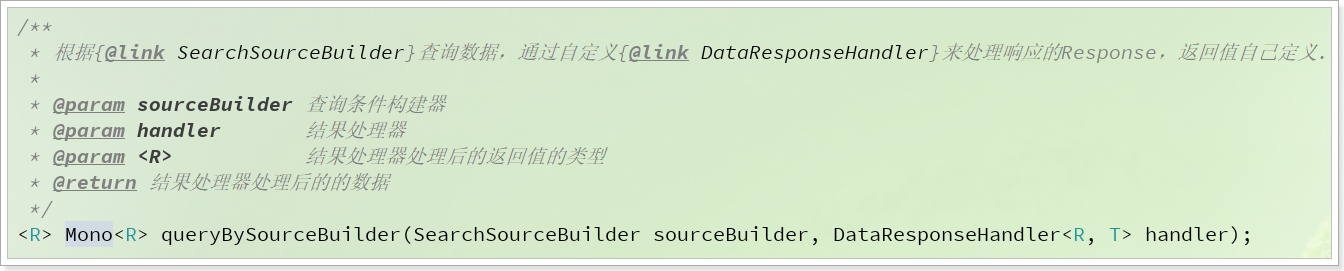 /**
 * 根据{@link SearchSourceBuilder}查询数据，通过自定义{@link DataResponseHandler}来处理响应的Response，返回值自己定义.
 *
 * @param sourceBuilder 查询条件构建器
 * @param handler       结果处理器
 * @param <R>           结果处理器处理后的返回值的类型
 * @return 结果处理器处理后的的数据
 */
<R> Mono<R> queryBySourceBuilder(SearchSourceBuilder sourceBuilder, DataResponseHandler<R, T> handler);